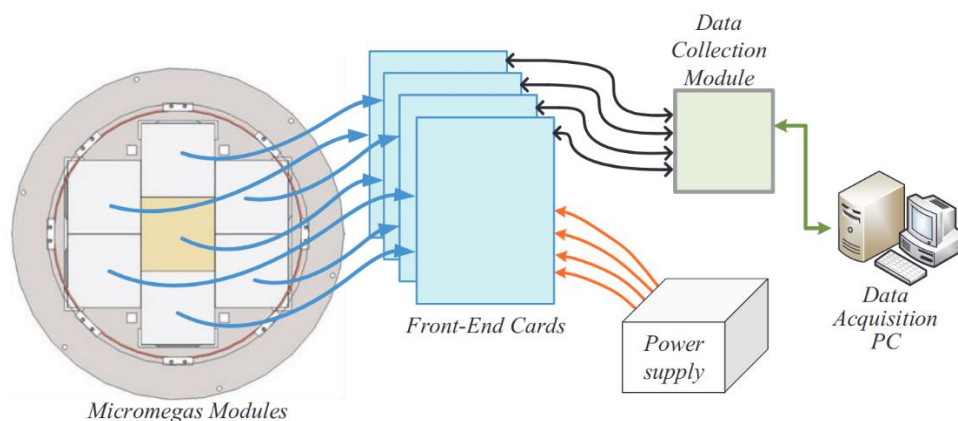 Data
Collection
Module
Front-End Cards
Power
supply
Data
Acquisition
PC
Micromegas Modules